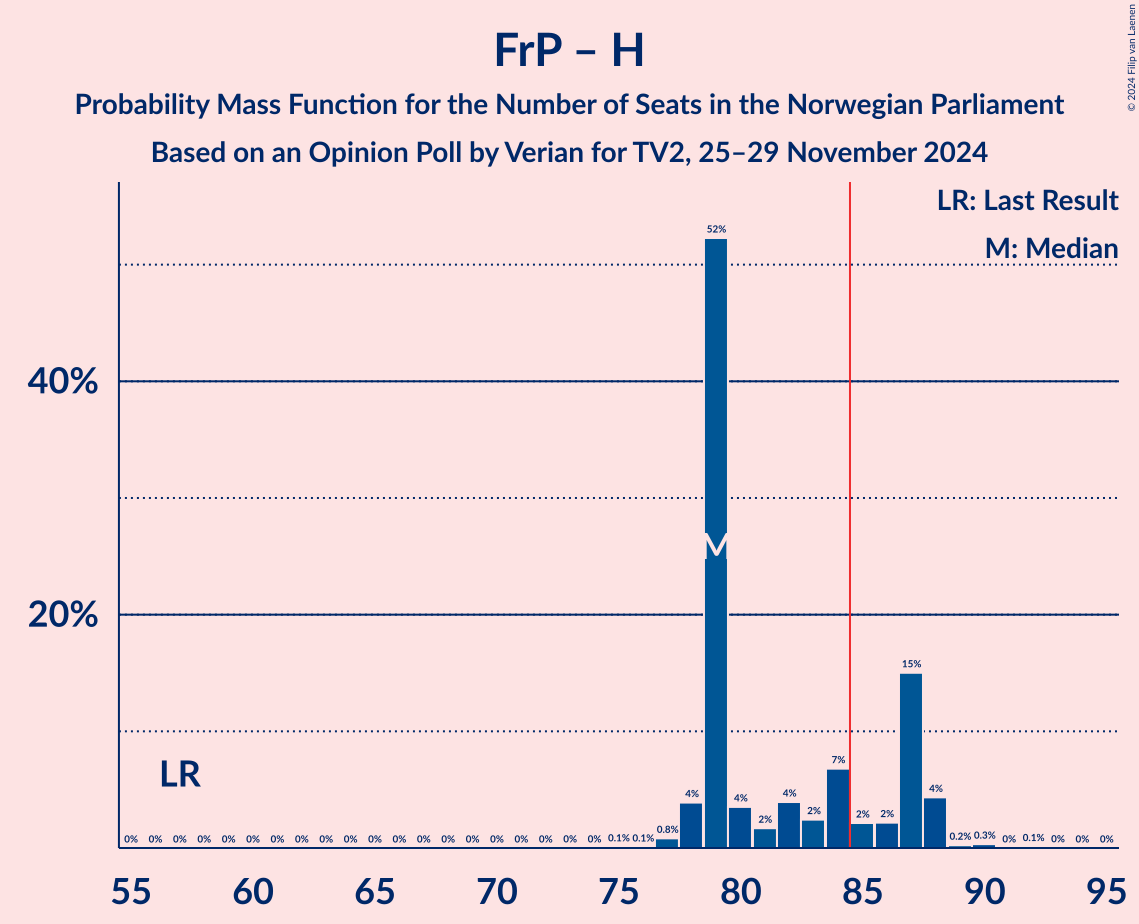 FrP – H
Probability Mass Function for the Number of Seats in the Norwegian Parliament
Based on an Opinion Poll by Verian for TV2, 25–29 November 2024
© 2024 Filip van Laenen
LR: Last Result
M: Median
40%
20%
LR
M
0% 0% 0% 0% 0% 0% 0% 0% 0% 0% 0% 0% 0% 0% 0% 0% 0% 0% 0% 0% 0.1% 0.1% 0.8% 4% 52% 4% 2% 4% 2% 7% 2% 2% 15% 4% 0.2% 0.3% 0% 0.1% 0% 0% 0%
55 60 65 70 75 80 85 90 95